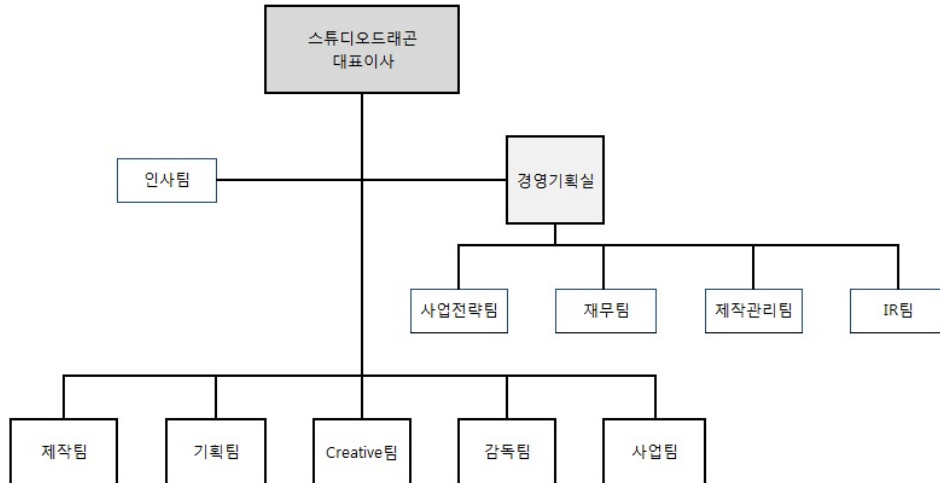 스튜디오드래곤
대표이사
인사팀
경영기획실
사업전략팀
재무팀
제작관리팀
IR팀
제작팀
기획팀
Creative팀
감독팀
사업팀